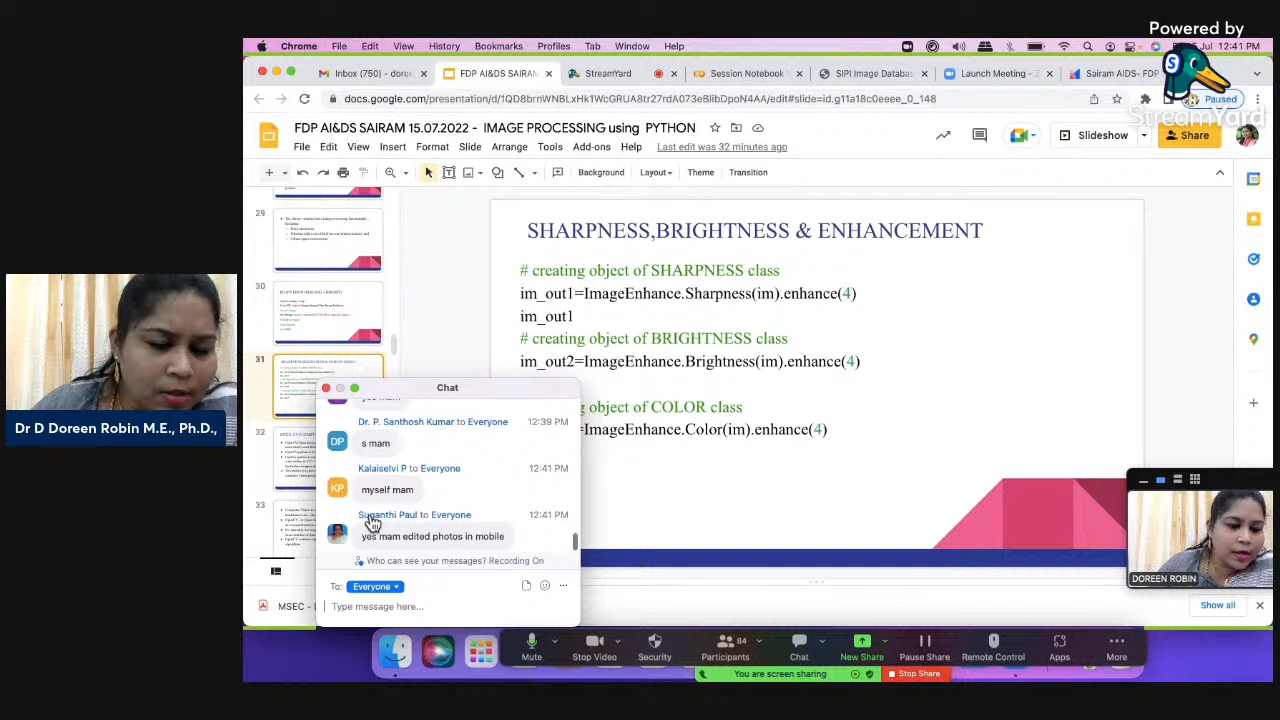 Powered by
StreamYard
Chrome File Edit View History Bookmarks Profiles Tab Window Help
Jul 12:41 PM
Inbox (750) - dore
FDP AI&DS SAIRAM
StreamYard
Session Notebook
SIPI Image Databas
Launch Meeting - Z
Sairam AIDS- FDP
docs.google.com/presentation/d/
/edit#slide=id.g11a18c0eeee_0_148
Paused
FDP AI&DS SAIRAM 15.07.2022 - IMAGE PROCESSING using PYTHON
File Edit View Insert Format Slide Arrange Tools Add-ons Help
Last edit was 32 minutes ago
Slideshow
Share
Background Layout Theme Transition
29
30
31
32
33
SHARPNESS,BRIGHTNESS & ENHANCEMENT
# creating object of SHARPNESS class
im_out1=ImageEnhance.Sharpness(im).enhance(4)
im_out1
# creating object of BRIGHTNESS class
im_out2=ImageEnhance.Brightness(im).enhance(4)
g object of COLOR class
=ImageEnhance.Color(im).enhance(4)
Chat
Dr. P. Santhosh Kumar to Everyone 12:39 PM
DP
s mam
Kalaiselvi P to Everyone 12:41 PM
KP
myself mam
Suganthi Paul to Everyone 12:41 PM
yes mam edited photos in mobile
Who can see your messages? Recording On
To: Everyone
Type message here...
Dr D Doreen Robin M.E., Ph.D.,
DOREEN ROBIN
MSEC -
Show all
Mute
Stop Video
Security
Participants
84
Chat
New Share
Pause Share
Remote Control
Apps
More
You are screen sharing
Stop Share